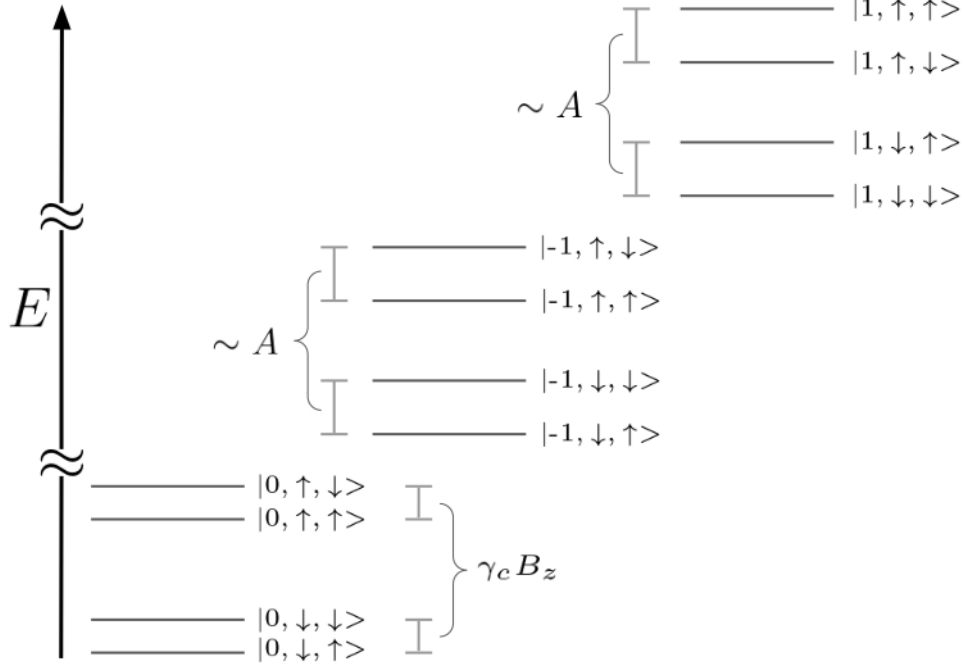 |1, ↑, ↑>
|1, ↑, ↓>
∼ A
|1, ↓, ↑>
|1, ↓, ↓>
|-1, ↑, ↓>
E
|-1, ↑, ↑>
∼ A
|-1, ↓, ↓>
|-1, ↓, ↑>
|0, ↑, ↓>
|0, ↑, ↑>
γ_c B_z
|0, ↓, ↓>
|0, ↓, ↑>